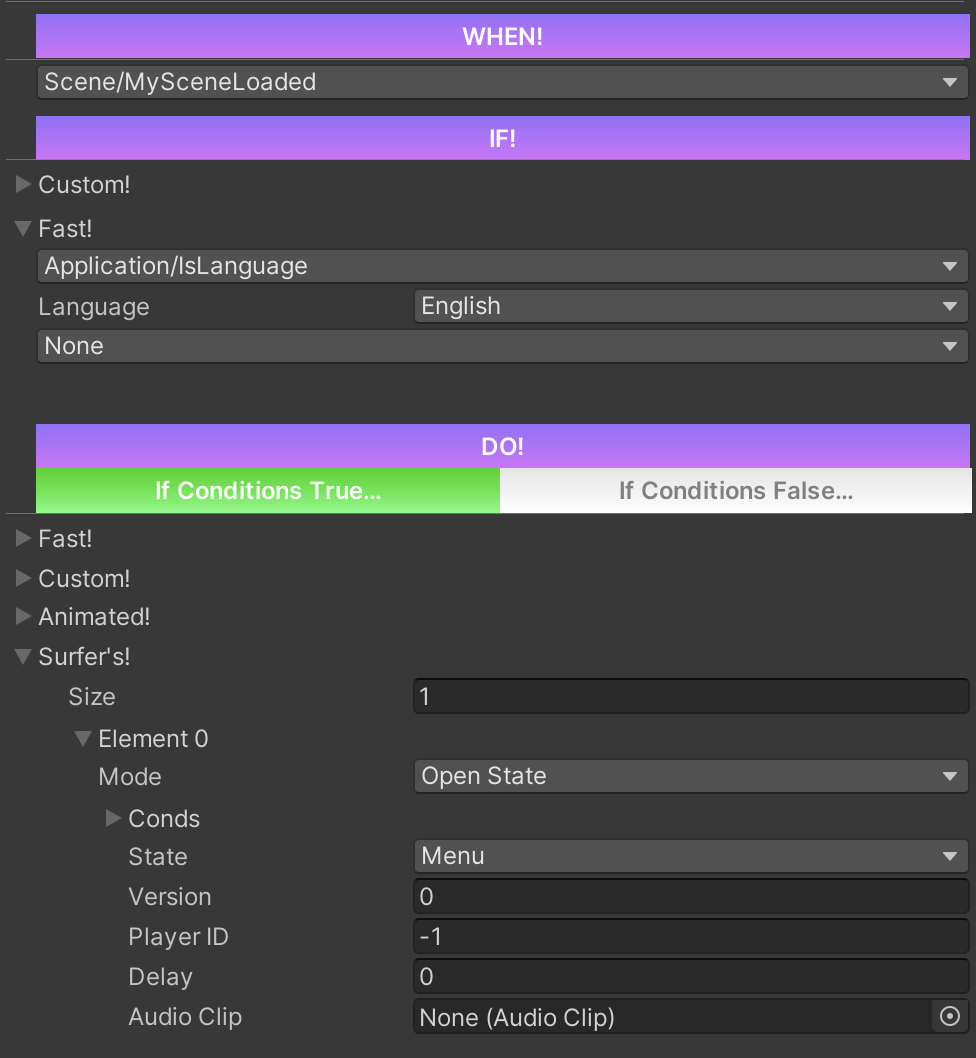 WHEN!
Scene/MySceneLoaded
IF!
Custom!
Fast!
Application/IsLanguage
Language English
None
DO!
If Conditions True... If Conditions False...
Fast!
Custom!
Animated!
Surfer's!
Size 1
Element 0
Mode Open State
Conds
State Menu
Version 0
Player ID -1
Delay 0
Audio Clip None (Audio Clip)